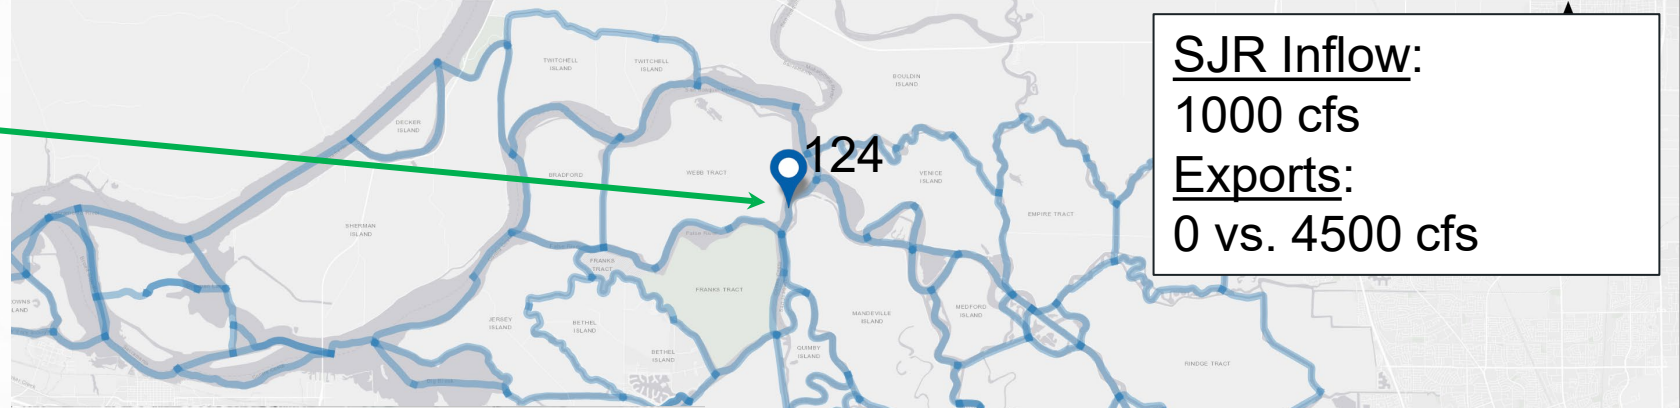 TWITCHELL
ISLAND
TWITCHELL
ISLAND
BOULDIN
ISLAND
DECKER
ISLAND
124
BRADFORD
WEBB TRACT
VENICE
ISLAND
EMPIRE TRACT
SHERMAN
ISLAND
FRANKS
TRACT
FRANKS TRACT
JERSEY
ISLAND
BETHEL
ISLAND
BETHEL
ISLAND
MANDEVILLE
ISLAND
MEDFORD
ISLAND
QUIMBY
ISLAND
RINDGE TRACT
SJR Inflow:
1000 cfs
Exports:
0 vs. 4500 cfs